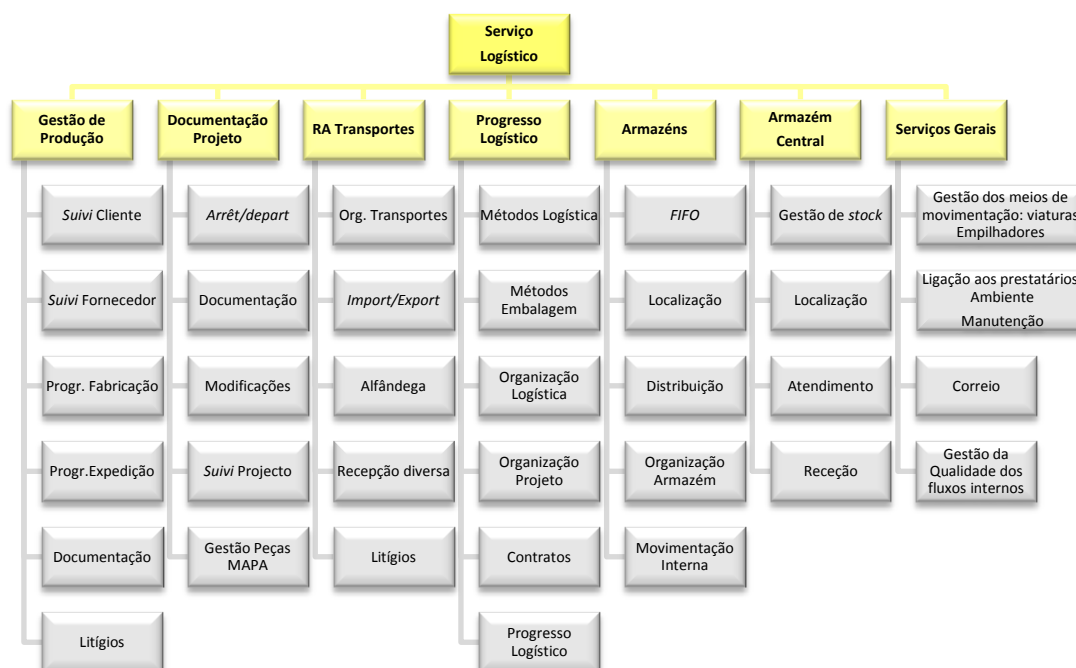 Serviço
Logístico
Gestão de
Produção
Documentação
Projeto
RA Transportes
Progresso
Logístico
Armazéns
Armazém
Central
Serviços Gerais
Suivi Cliente
Arrêt/depart
Org. Transportes
Métodos Logística
FIFO
Gestão de stock
Gestão dos meios de
movimentação: viaturas
Empilhadores
Suivi Fornecedor
Documentação
Import/Export
Métodos
Embalagem
Localização
Localização
Ligação aos prestatários
Ambiente
Manutenção
Progr. Fabricação
Modificações
Alfândega
Organização
Logística
Distribuição
Atendimento
Correio
Progr.Expedição
Suivi Projecto
Recepção diversa
Organização
Projeto
Organização
Armazém
Receção
Gestão da
Qualidade dos
fluxos internos
Documentação
Gestão Peças
MAPA
Litígios
Contratos
Movimentação
Interna
Litígios
Progresso
Logístico